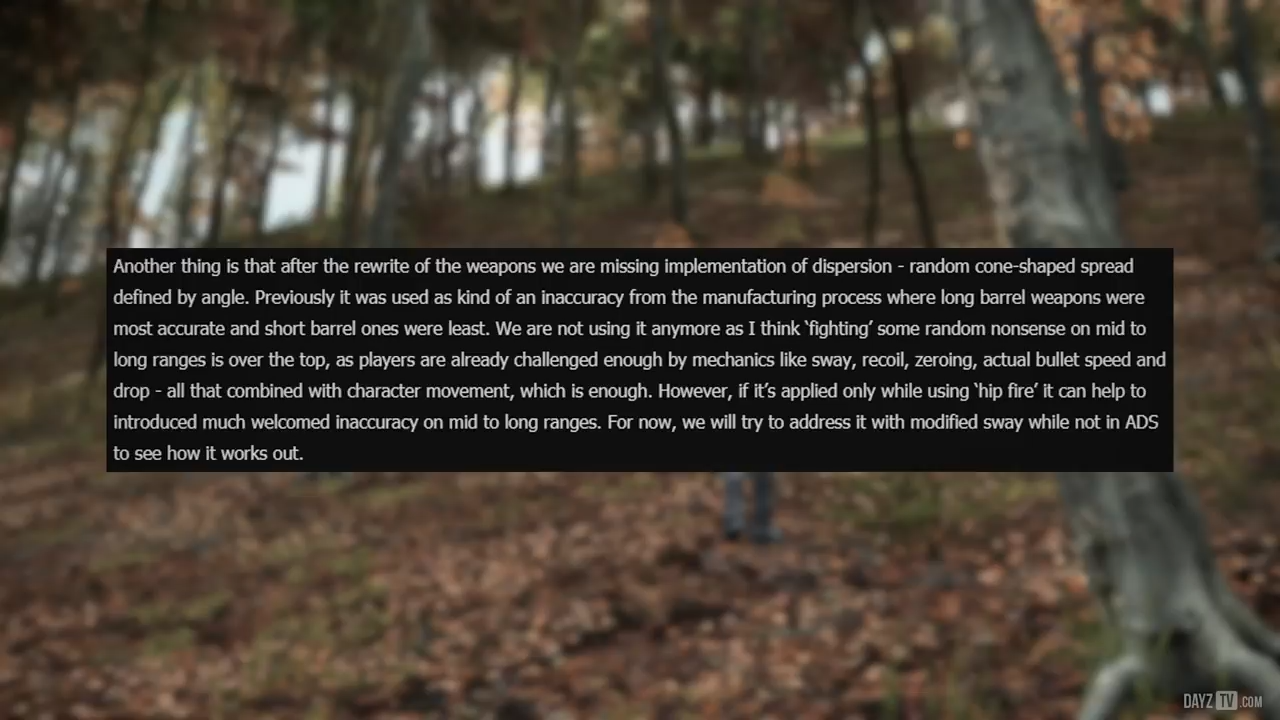 Another thing is that after the rewrite of the weapons we are missing implementation of dispersion - random cone-shaped spread
defined by angle. Previously it was used as kind of an inaccuracy from the manufacturing process where long barrel weapons were
most accurate and short barrel ones were least. We are not using it anymore as I think ‘fighting’ some random nonsense on mid to
long ranges is over the top, as players are already challenged enough by mechanics like sway, recoil, zeroing, actual bullet speed and
drop - all that combined with character movement, which is enough. However, if it’s applied only while using ‘hip fire’ it can help to
introduced much welcomed inaccuracy on mid to long ranges. For now, we will try to address it with modified sway while not in ADS
to see how it works out.
DAYZ TV .COM